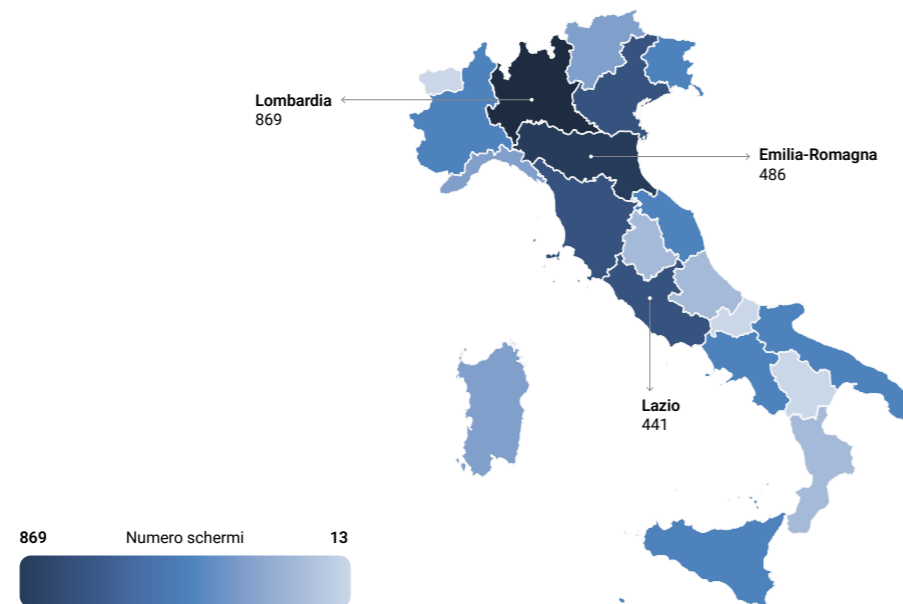 Lombardia
869
Emilia-Romagna
486
Lazio
441
869 Numero schermi 13